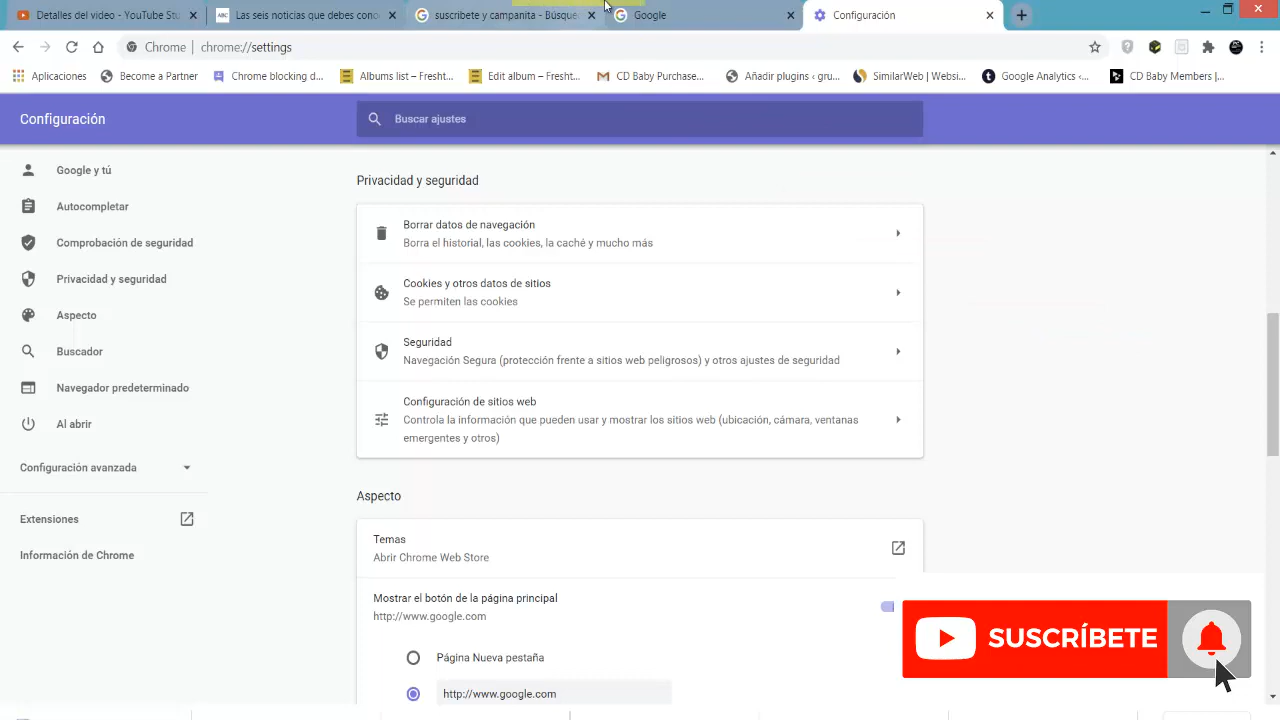 Detalles del video - YouTube Stu
Las seis noticias que debes cono
suscribete y campanita - Búsque
Google
Configuración
Chrome | chrome://settings
Aplicaciones
Become a Partner
Chrome blocking d...
Albums list – Fresht...
Edit album – Fresht...
CD Baby Purchase...
Añadir plugins ‹ gru...
SimilarWeb | Websi...
Google Analytics ‹...
CD Baby Members |...
Configuración
Buscar ajustes
Google y tú
Autocompletar
Comprobación de seguridad
Privacidad y seguridad
Aspecto
Buscador
Navegador predeterminado
Al abrir
Configuración avanzada
Extensiones
Información de Chrome
Privacidad y seguridad
Borrar datos de navegación
Borra el historial, las cookies, la caché y mucho más
Cookies y otros datos de sitios
Se permiten las cookies
Seguridad
Navegación Segura (protección frente a sitios web peligrosos) y otros ajustes de seguridad
Configuración de sitios web
Controla la información que pueden usar y mostrar los sitios web (ubicación, cámara, ventanas
emergentes y otros)
Aspecto
Temas
Abrir Chrome Web Store
Mostrar el botón de la página principal
http://www.google.com
Página Nueva pestaña
http://www.google.com
SUSCRÍBETE